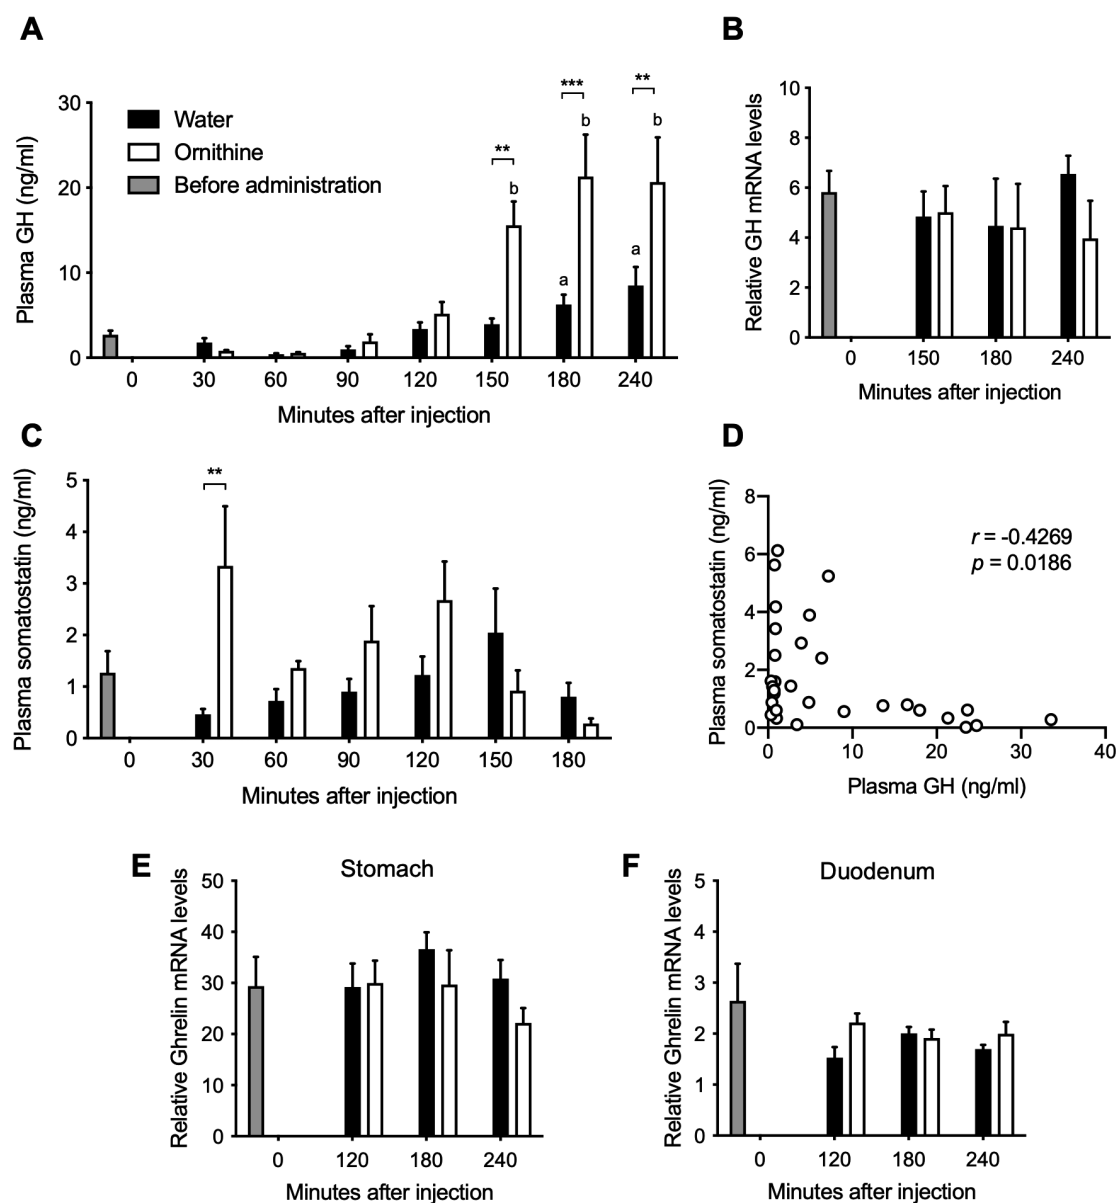 A
Plasma GH (ng/ml)
30
20
10
0
Water
Ornithine
Before administration
**
***
**
b
b
b
a
a
0 30 60 90 120 150 180 240
Minutes after injection
B
Relative GH mRNA levels
10
8
6
4
2
0
0 150 180 240
Minutes after injection
C
Plasma somatostatin (ng/ml)
5
4
3
2
1
0
**
0 30 60 90 120 150 180
Minutes after injection
D
Plasma somatostatin (ng/ml)
8
6
4
2
0
r = -0.4269
p = 0.0186
0 10 20 30 40
Plasma GH (ng/ml)
E
Stomach
Relative Ghrelin mRNA levels
50
40
30
20
10
0
0 120 180 240
Minutes after injection
F
Duodenum
Relative Ghrelin mRNA levels
5
4
3
2
1
0
0 120 180 240
Minutes after injection